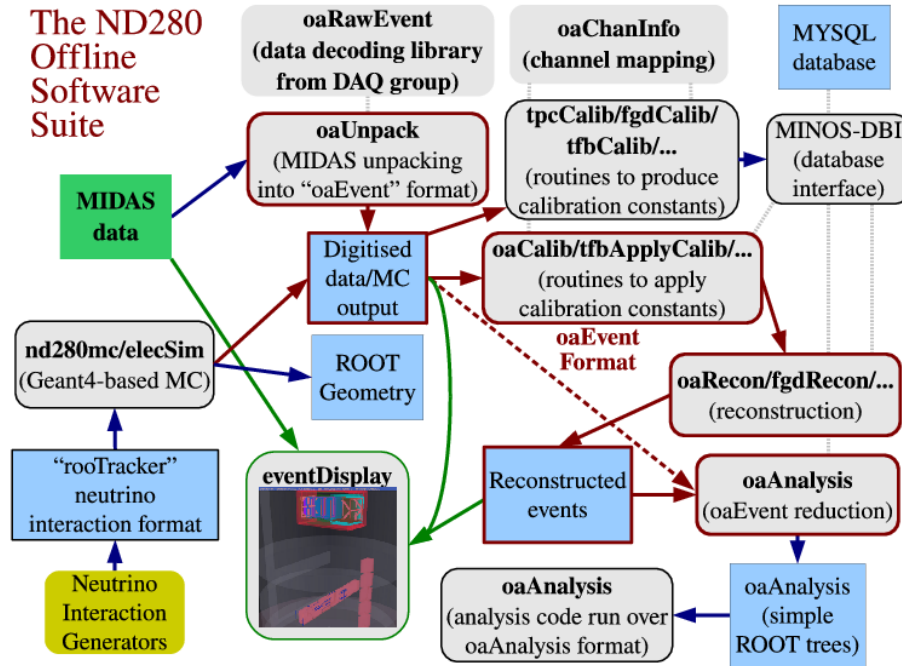 The ND280
Offline
Software
Suite
oaRawEvent
(data decoding library
from DAQ group)
oaChanInfo
(channel mapping)
MYSQL
database
oaUnpack
(MIDAS unpacking
into “oaEvent” format)
tpcCalib/fgdCalib/
tfbCalib/...
(routines to produce
calibration constants)
MINOS-DBI
(database
interface)
MIDAS
data
Digitised
data/MC
output
oaCalib/tfbApplyCalib/...
(routines to apply
calibration constants)
oaEvent
Format
nd280mc/elecSim
(Geant4-based MC)
ROOT
Geometry
oaRecon/fgdRecon/...
(reconstruction)
“rooTracker”
neutrino
interaction format
eventDisplay
Reconstructed
events
oaAnalysis
(oaEvent reduction)
Neutrino
Interaction
Generators
oaAnalysis
(analysis code run over
oaAnalysis format)
oaAnalysis
(simple
ROOT trees)